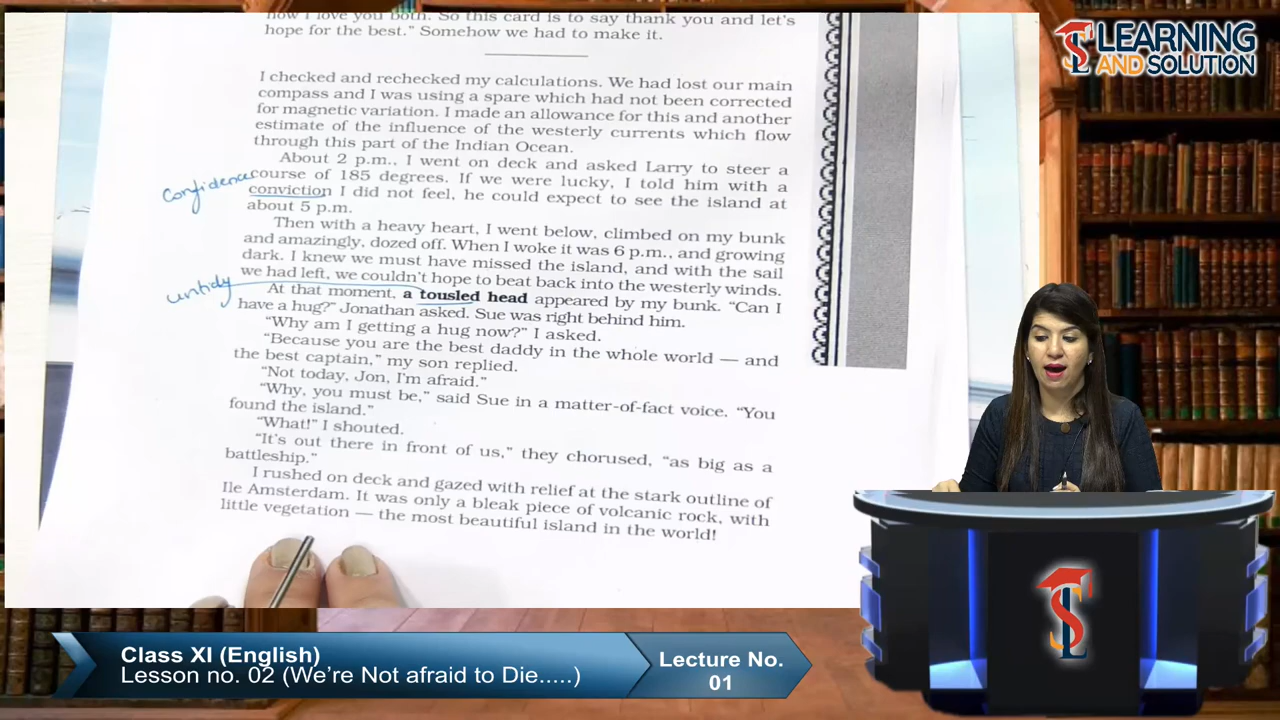 now I love you both. So this card is to say thank you and let's
hope for the best." Somehow we had to make it.
I checked and rechecked my calculations. We had lost our main
compass and I was using a spare which had not been corrected
for magnetic variation. I made an allowance for this and another
estimate of the influence of the westerly currents which flow
through this part of the Indian Ocean.
About 2 p.m., I went on deck and asked Larry to steer a
course of 185 degrees. If we were lucky, I told him with a
Confidence
conviction I did not feel, he could expect to see the island at
about 5 p.m.
Then with a heavy heart, I went below, climbed on my bunk
and amazingly, dozed off. When I woke it was 6 p.m., and growing
dark. I knew we must have missed the island, and with the sail
we had left, we couldn't hope to beat back into the westerly winds.
untidy
At that moment, a tousled head appeared by my bunk. "Can I
have a hug?" Jonathan asked. Sue was right behind him.
"Why am I getting a hug now?" I asked.
"Because you are the best daddy in the whole world — and
the best captain," my son replied.
"Not today, Jon, I'm afraid."
"Why, you must be," said Sue in a matter-of-fact voice. "You
found the island."
"What!" I shouted.
"It's out there in front of us," they chorused, "as big as a
battleship."
I rushed on deck and gazed with relief at the stark outline of
Ile Amsterdam. It was only a bleak piece of volcanic rock, with
little vegetation — the most beautiful island in the world!
LEARNING
AND SOLUTION
Class XI (English)
Lesson no. 02 (We're Not afraid to Die.....)
Lecture No.
01